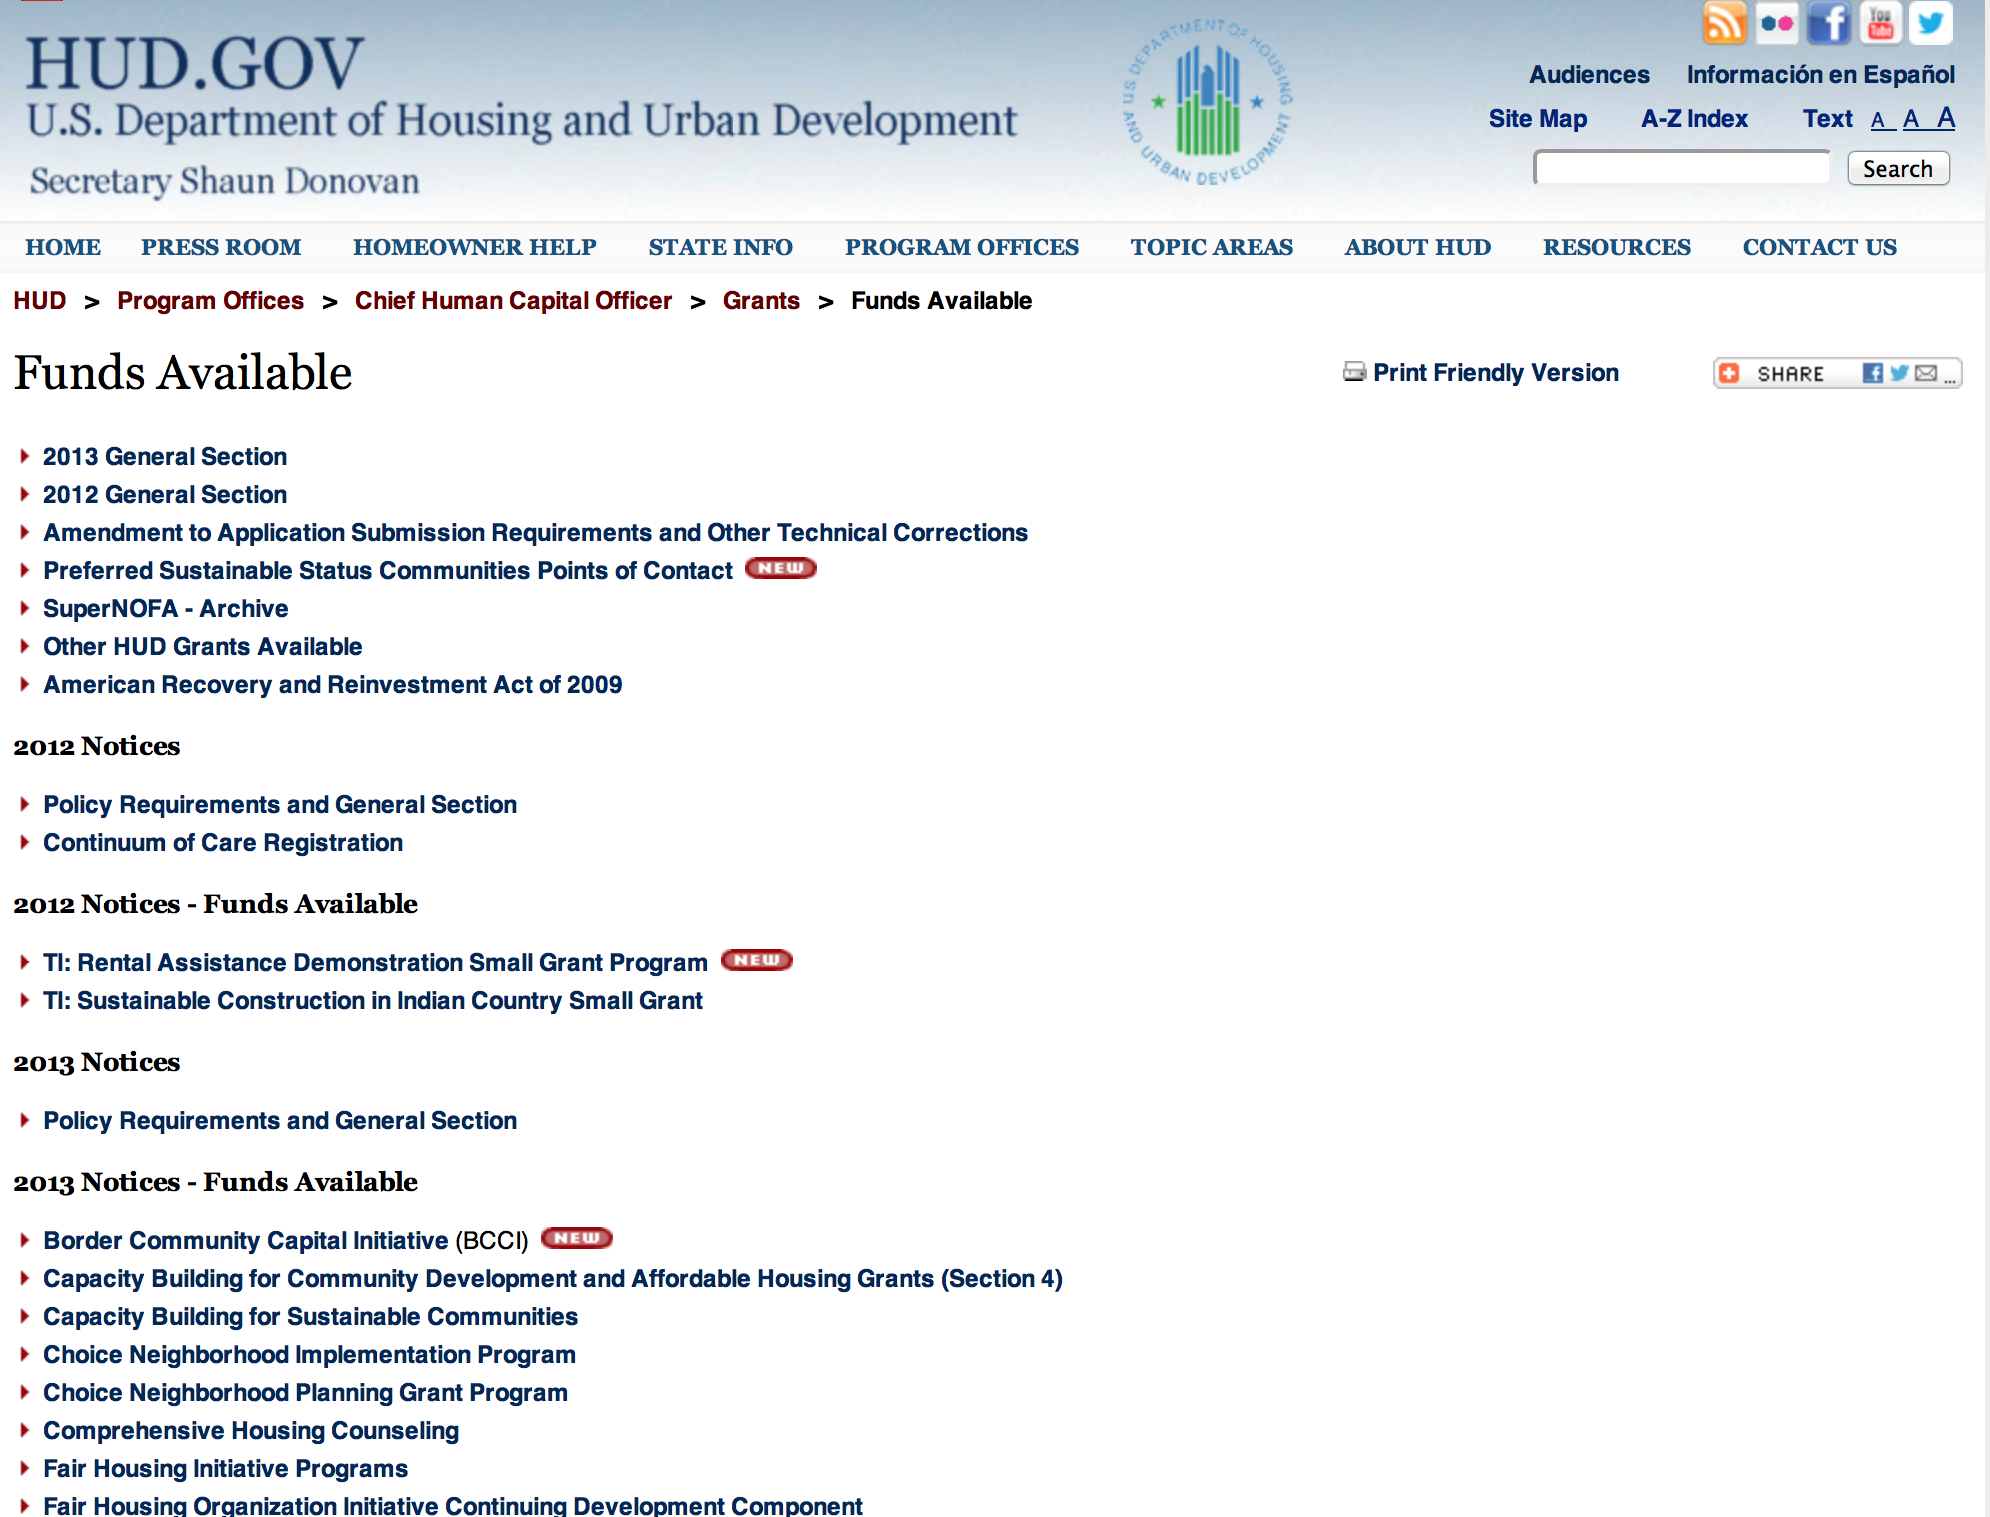 HUD.GOV
U.S. Department of Housing and Urban Development
Secretary Shaun Donovan
U.S. DEPARTMENT OF HOUSING AND URBAN DEVELOPMENT
You Tube
Audiences Información en Español
Site Map A-Z Index Text A A A
Search
HOME PRESS ROOM HOMEOWNER HELP STATE INFO PROGRAM OFFICES TOPIC AREAS ABOUT HUD RESOURCES CONTACT US
HUD > Program Offices > Chief Human Capital Officer > Grants > Funds Available
Funds Available
Print Friendly Version
SHARE ...
2013 General Section
2012 General Section
Amendment to Application Submission Requirements and Other Technical Corrections
Preferred Sustainable Status Communities Points of Contact NEW
SuperNOFA - Archive
Other HUD Grants Available
American Recovery and Reinvestment Act of 2009
2012 Notices
Policy Requirements and General Section
Continuum of Care Registration
2012 Notices - Funds Available
TI: Rental Assistance Demonstration Small Grant Program NEW
TI: Sustainable Construction in Indian Country Small Grant
2013 Notices
Policy Requirements and General Section
2013 Notices - Funds Available
Border Community Capital Initiative (BCCI) NEW
Capacity Building for Community Development and Affordable Housing Grants (Section 4)
Capacity Building for Sustainable Communities
Choice Neighborhood Implementation Program
Choice Neighborhood Planning Grant Program
Comprehensive Housing Counseling
Fair Housing Initiative Programs
Fair Housing Organization Initiative Continuing Development Component